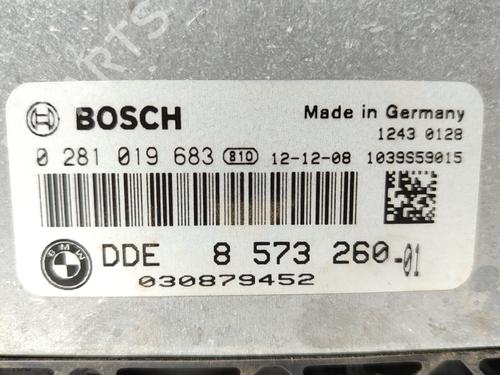 BOSCH
Made in Germany
1243 0128
0 281 019 683 810 12-12-08 1039S59015
BMW
DDE 8 573 260-01
030879452